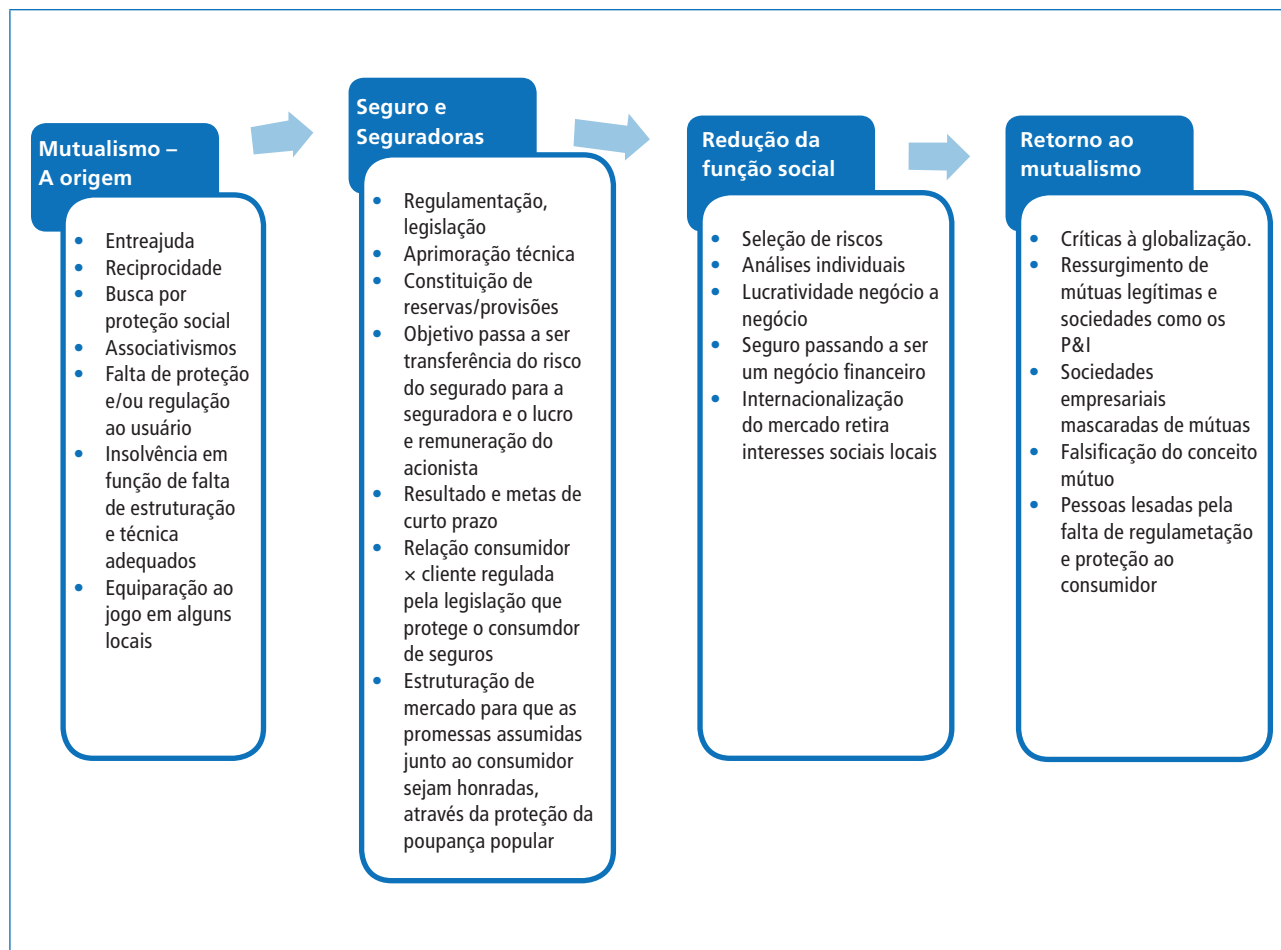 Mutualismo –
A origem
• Entreajuda
• Reciprocidade
• Busca por
proteção social
• Associativismos
• Falta de proteção
e/ou regulação
ao usuário
• Insolvência em
função de falta
de estruturação
e técnica
adequados
• Equiparação ao
jogo em alguns
locais
Seguro e
Seguradoras
• Regulamentação,
legislação
• Aprimoração técnica
• Constituição de
reservas/provisões
• Objetivo passa a ser
transferência do risco
do segurado para a
seguradora e o lucro
e remuneração do
acionista
• Resultado e metas de
curto prazo
• Relação consumidor
× cliente regulada
pela legislação que
protege o consumdor
de seguros
• Estruturação de
mercado para que as
promessas assumidas
junto ao consumidor
sejam honradas,
através da proteção da
poupança popular
Redução da
função social
• Seleção de riscos
• Análises individuais
• Lucratividade negócio a
negócio
• Seguro passando a ser
um negócio financeiro
• Internacionalização
do mercado retira
interesses sociais locais
Retorno ao
mutualismo
• Críticas à globalização.
• Ressurgimento de
mútuas legítimas e
sociedades como os
P&I
• Sociedades
empresariais
mascaradas de mútuas
• Falsificação do conceito
mútuo
• Pessoas lesadas pela
falta de regulametação
e proteção ao
consumidor